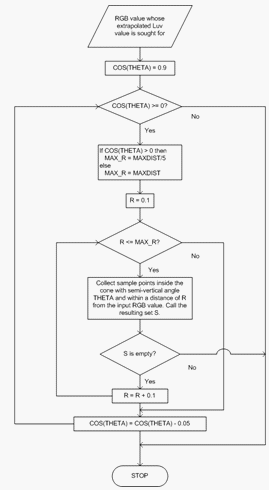 RGB value whose
extrapolated Luv
value is sought for
COS(THETA) = 0.9
COS(THETA) >= 0?
No
Yes
If COS(THETA) > 0 then
MAX_R = MAXDIST/5
else
MAX_R = MAXDIST
R = 0.1
R <= MAX_R?
No
Yes
Collect sample points inside the
cone with semi-vertical angle
THETA and within a distance of R
from the input RGB value. Call the
resulting set S.
S is empty?
No
Yes
R = R + 0.1
COS(THETA) = COS(THETA) - 0.05
STOP